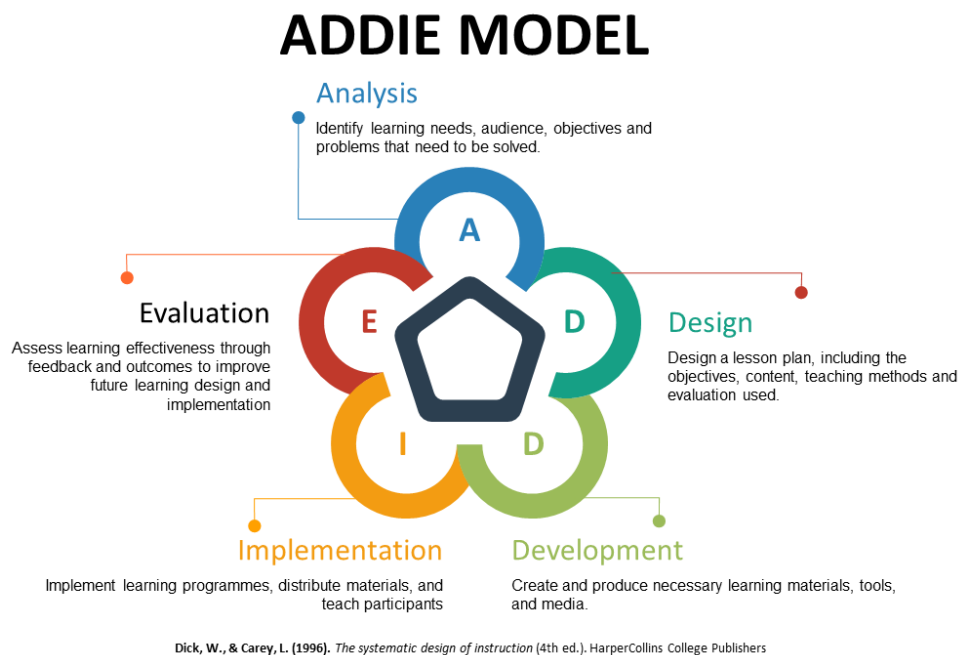 ADDIE MODEL
Analysis
Identify learning needs, audience, objectives and
problems that need to be solved.
A
E
D
Evaluation
Assess learning effectiveness through
feedback and outcomes to improve
future learning design and
implementation
Design
Design a lesson plan, including the
objectives, content, teaching methods and
evaluation used.
I
D
Implementation
Implement learning programmes, distribute materials, and
teach participants
Development
Create and produce necessary learning materials, tools,
and media.
Dick, W., & Carey, L. (1996). The systematic design of instruction (4th ed.). HarperCollins College Publishers